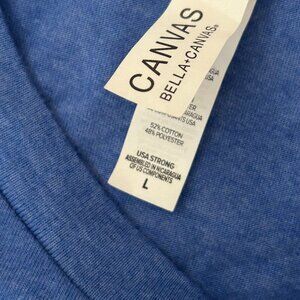 CANVAS
BELLA+CANVAS®
52% COTTON
48% POLYESTER
USA STRONG
ASSEMBLED IN NICARAGUA
OF US COMPONENTS
L